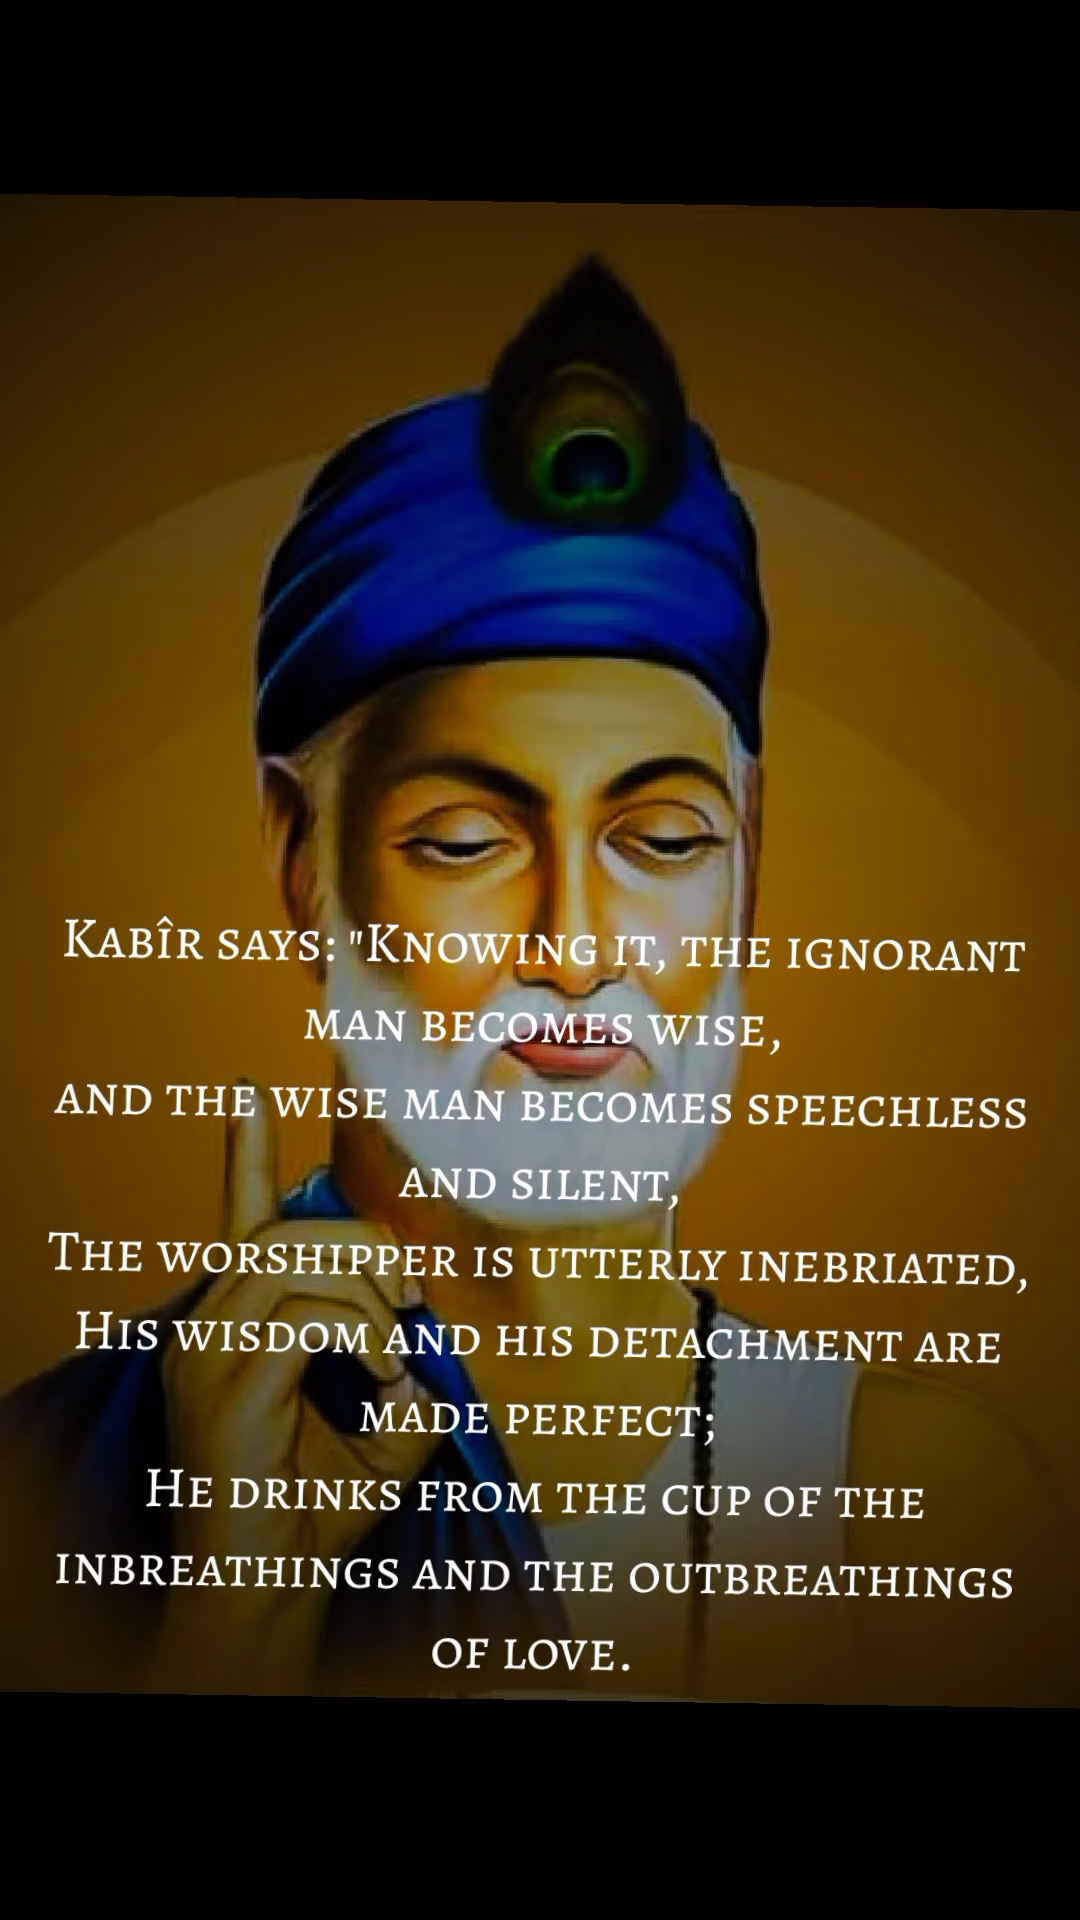 Kabîr says: "Knowing it, the ignorant
man becomes wise,
and the wise man becomes speechless
and silent,
The worshipper is utterly inebriated,
His wisdom and his detachment are
made perfect;
He drinks from the cup of the
inbreathings and the outbreathings
of love.